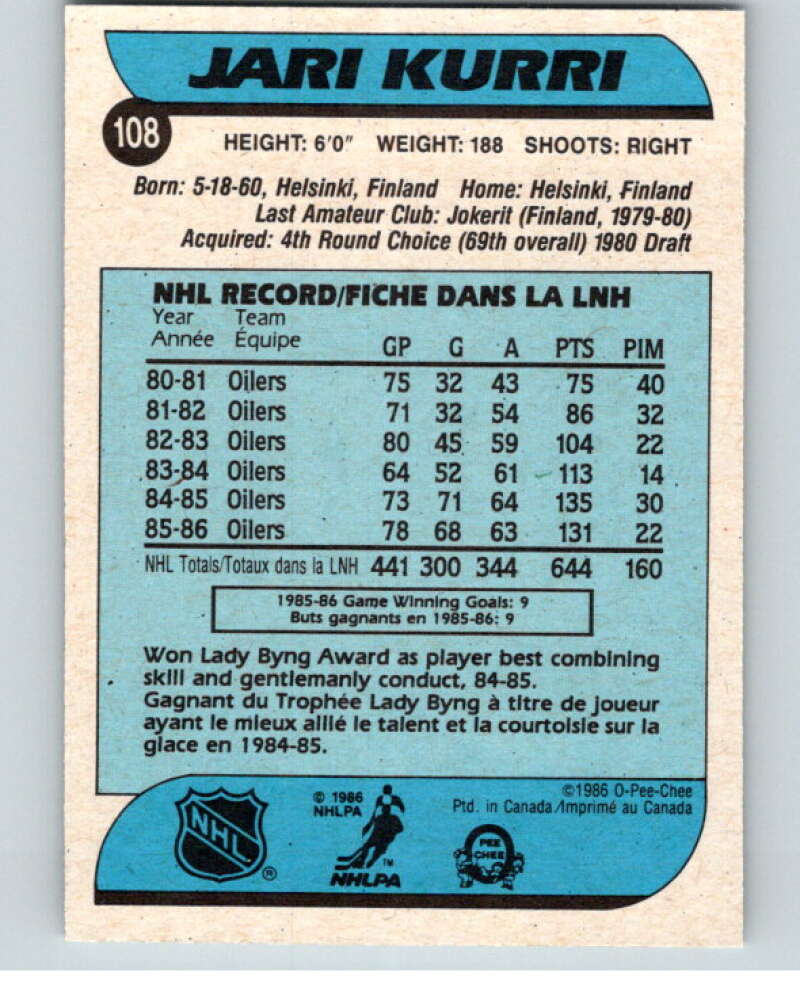 JARI KURRI
108
HEIGHT: 6'0" WEIGHT: 188 SHOOTS: RIGHT
Born: 5-18-60, Helsinki, Finland Home: Helsinki, Finland
Last Amateur Club: Jokerit (Finland, 1979-80)
Acquired: 4th Round Choice (69th overall) 1980 Draft
NHL RECORD/FICHE DANS LA LNH
Year Team
Année Équipe GP G A PTS PIM
80-81 Oilers 75 32 43 75 40
81-82 Oilers 71 32 54 86 32
82-83 Oilers 80 45 59 104 22
83-84 Oilers 64 52 61 113 14
84-85 Oilers 73 71 64 135 30
85-86 Oilers 78 68 63 131 22
NHL Totals/Totaux dans la LNH 441 300 344 644 160
1985-86 Game Winning Goals: 9
Buts gagnants en 1985-86: 9
Won Lady Byng Award as player best combining
skill and gentlemanly conduct, 84-85.
Gagnant du Trophée Lady Byng à titre de joueur
ayant le mieux allié le talent et la courtoisie sur la
glace en 1984-85.
©1986 O-Pee-Chee
Ptd. in Canada/Imprimé au Canada
© 1986
NHLPA
NHL ®
TM
NHLPA
PEE
CHEE